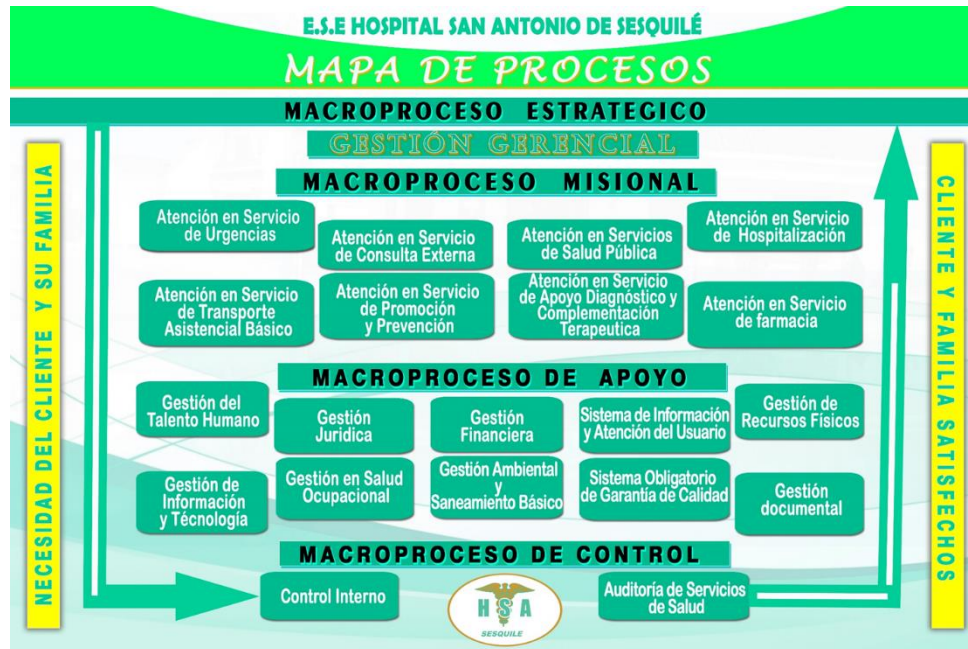 E.S.E HOSPITAL SAN ANTONIO DE SESQUILÉ
MAPA DE PROCESOS
MACROPROCESO ESTRATEGICO
GESTIÓN GERENCIAL
MACROPROCESO MISIONAL
NECESIDAD DEL CLIENTE Y SU FAMILIA
Atención en Servicio
de Urgencias
Atención en Servicio
de Consulta Externa
Atención en Servicios
de Salud Pública
Atención en Servicio
de Hospitalización
Atención en Servicio
de Transporte
Asistencial Básico
Atención en Servicio
de Promoción
y Prevención
Atención en Servicio
de Apoyo Diagnóstico y
Complementación
Terapeutica
Atención en Servicio
de farmacia
MACROPROCESO DE APOYO
Gestión del
Talento Humano
Gestión
Juridica
Gestión
Financiera
Sistema de Información
y Atención del Usuario
Gestión de
Recursos Físicos
Gestión de
Información
y Técnología
Gestión en Salud
Ocupacional
Gestión Ambiental
y
Saneamiento Básico
Sistema Obligatorio
de Garantía de Calidad
Gestión
documental
MACROPROCESO DE CONTROL
Control Interno
HSA
SESQUILE
Auditoría de Servicios
de Salud
CLIENTE Y FAMILIA SATISFECHOS